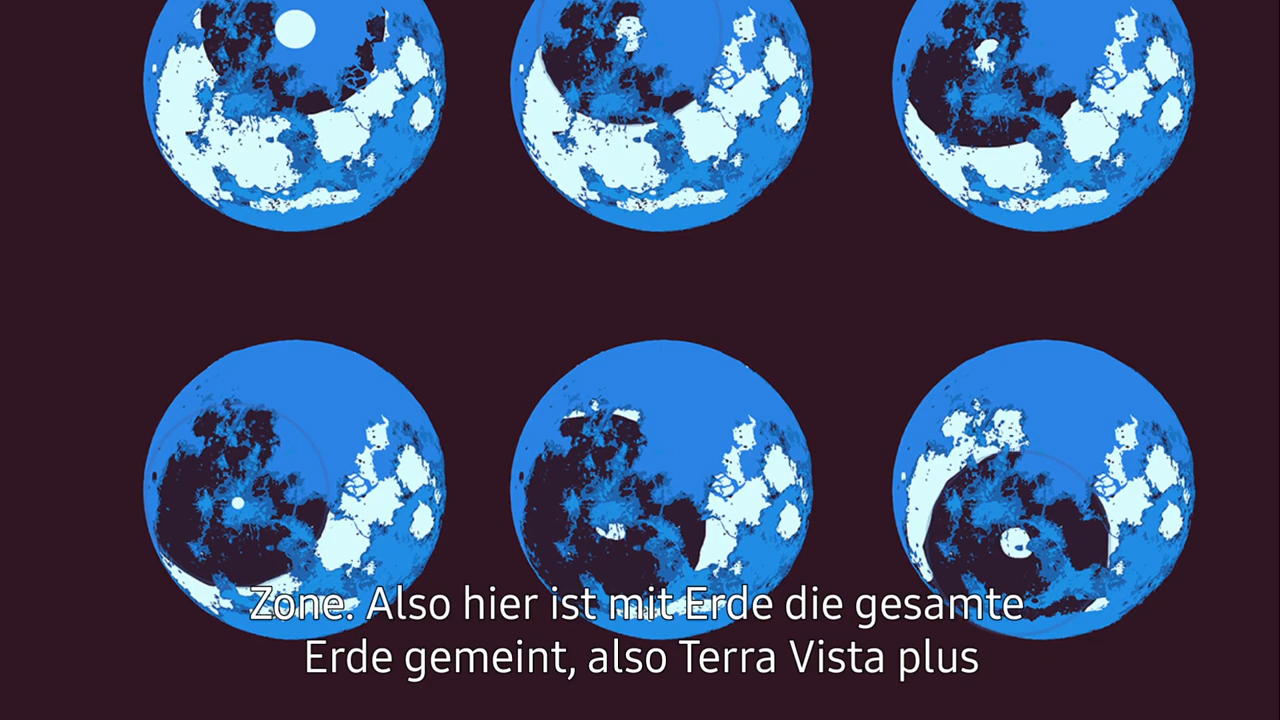 Zone. Also hier ist mit Erde die gesamte
Erde gemeint, also Terra Vista plus